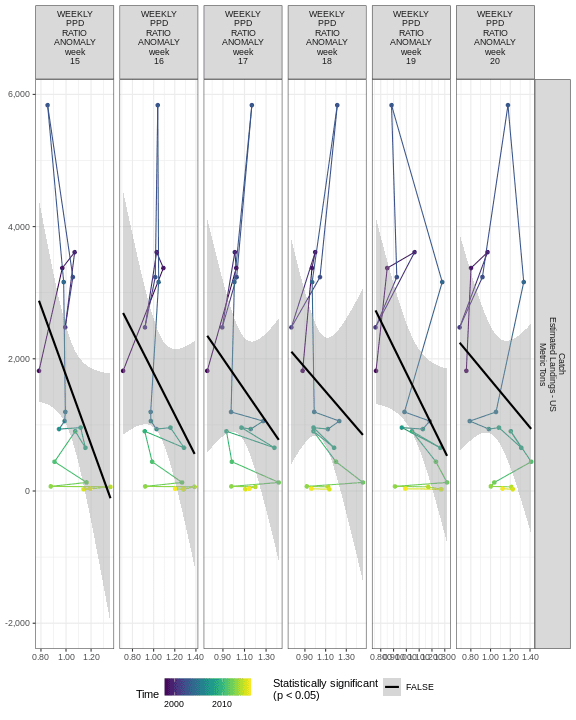 WEEKLY
PPD
RATIO
ANOMALY
week
15
WEEKLY
PPD
RATIO
ANOMALY
week
16
WEEKLY
PPD
RATIO
ANOMALY
week
17
WEEKLY
PPD
RATIO
ANOMALY
week
18
WEEKLY
PPD
RATIO
ANOMALY
week
19
WEEKLY
PPD
RATIO
ANOMALY
week
20
6,000
4,000
2,000
0
-2,000
Catch
Estimated Landings - US
Metric Tons
0.80 1.00 1.20
0.80 1.00 1.20 1.40
0.90 1.10 1.30
0.90 1.10 1.30
0.80 1.00 1.20 1.40
Time
2000 2010
Statistically significant
(p < 0.05)
FALSE